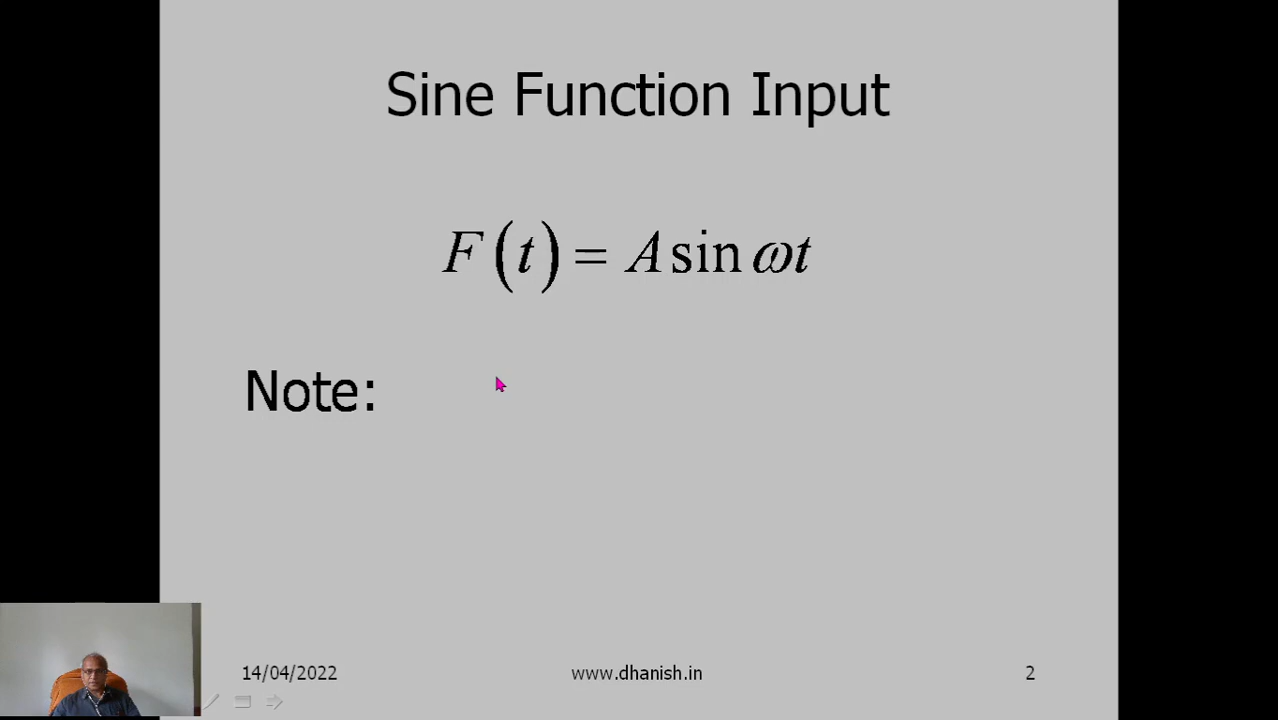 Sine Function Input
F(t) = A sin ωt
Note:
14/04/2022 www.dhanish.in 2